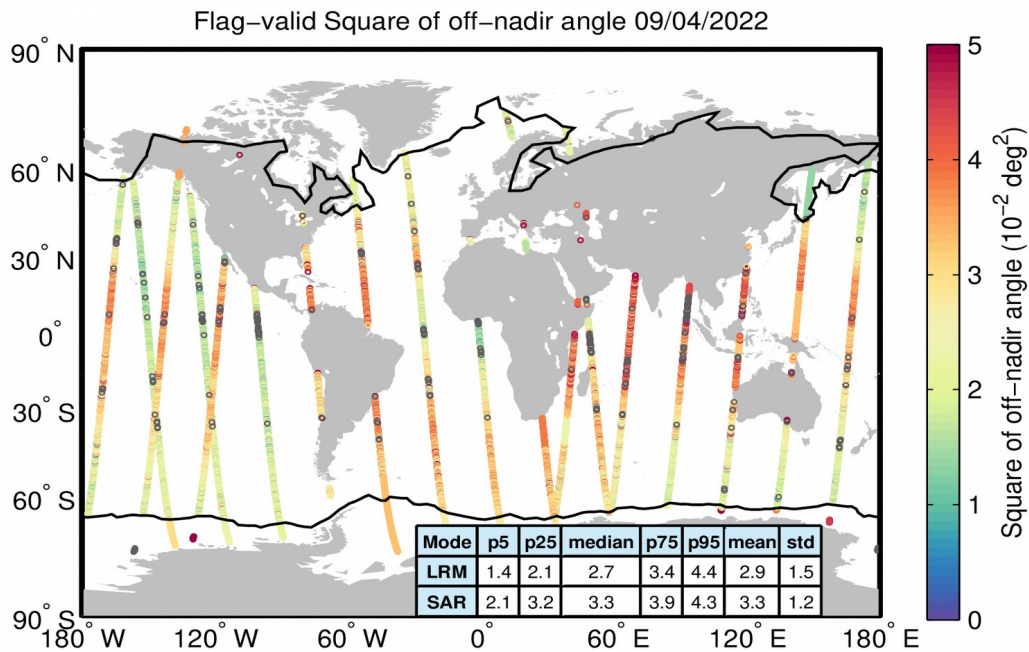 Flag−valid Square of off−nadir angle 09/04/2022
90° N
60° N
30° N
0°
30° S
60° S
90° S
180° W
120° W
60° W
0°
60° E
120° E
180° E
Mode p5 p25 median p75 p95 mean std
LRM 1.4 2.1 2.7 3.4 4.4 2.9 1.5
SAR 2.1 3.2 3.3 3.9 4.3 3.3 1.2
5
4
3
2
1
0
Square of off−nadir angle (10⁻² deg²)